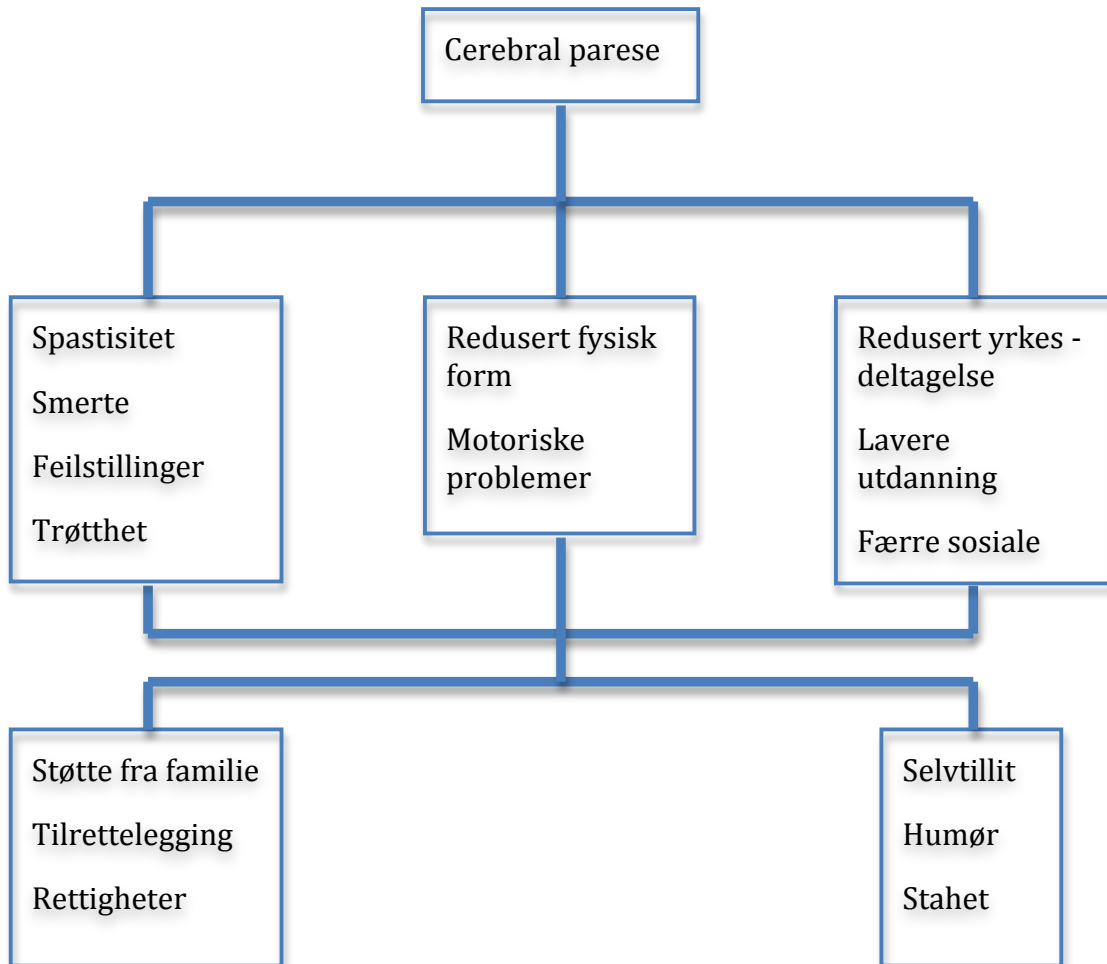 Cerebral parese
Spastisitet
Smerte
Feilstillinger
Trøtthet
Redusert fysisk
form
Motoriske
problemer
Redusert yrkes -
deltagelse
Lavere
utdanning
Færre sosiale
Støtte fra familie
Tilrettelegging
Rettigheter
Selvtillit
Humør
Stahet